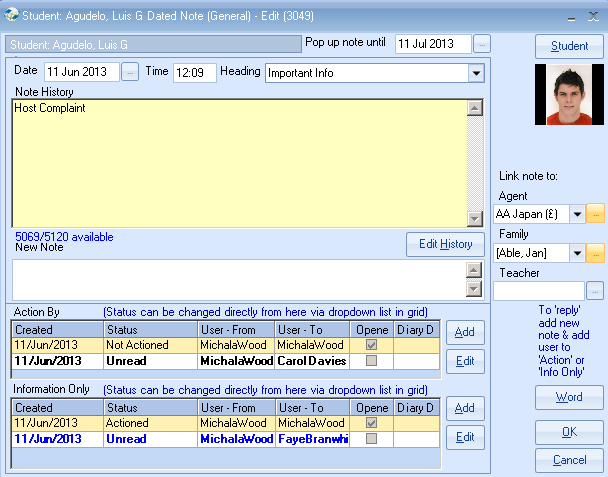 Student: Agudelo, Luis G Dated Note (General) - Edit (3049)
Student: Agudelo, Luis G Pop up note until 11 Jul 2013 ... Student
Date 11 Jun 2013 ... Time 12:09 Heading Important Info
Note History
Host Complaint
Link note to:
Agent
AA Japan (£) ...
Family
[Able, Jan] ...
Teacher
...
5069/5120 available
New Note
Edit History
To 'reply'
add new
note & add
user to
'Action' or
'Info Only'
Action By (Status can be changed directly from here via dropdown list in grid)
Created Status User - From User - To Opene Diary D
11/Jun/2013 Not Actioned MichalaWood MichalaWood
11/Jun/2013 Unread MichalaWood Carol Davies
Add
Edit
Information Only (Status can be changed directly from here via dropdown list in grid)
Created Status User - From User - To Opene Diary D
11/Jun/2013 Actioned MichalaWood MichalaWood
11/Jun/2013 Unread MichalaWood FayeBranwhi
Add
Edit
Word
OK
Cancel